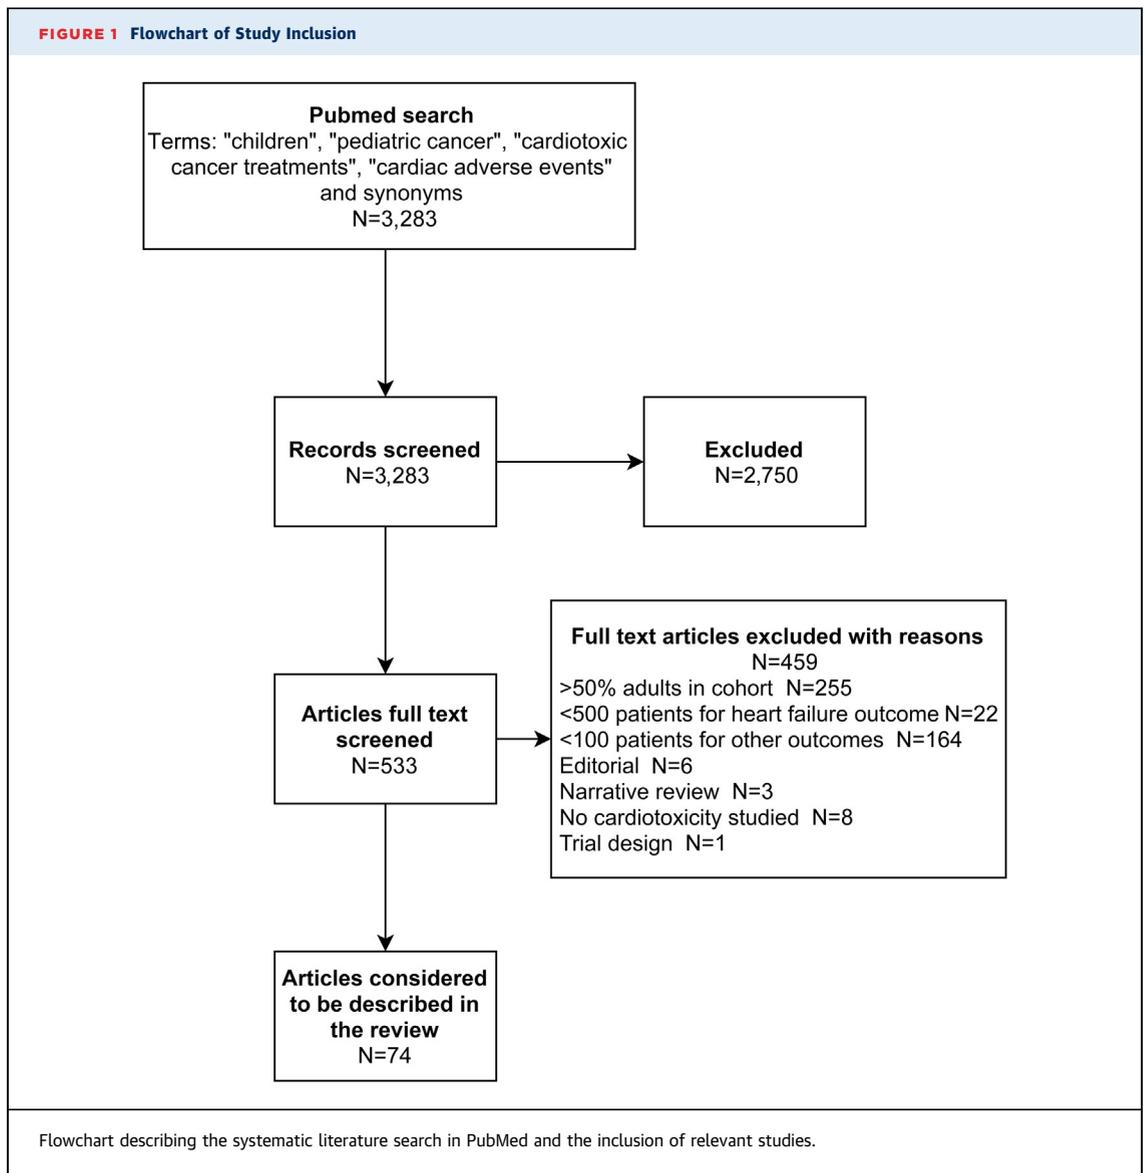 FIGURE 1 Flowchart of Study Inclusion
Pubmed search
Terms: "children", "pediatric cancer", "cardiotoxic
cancer treatments", "cardiac adverse events"
and synonyms
N=3,283
Records screened
N=3,283
Excluded
N=2,750
Articles full text
screened
N=533
Full text articles excluded with reasons
N=459
>50% adults in cohort N=255
<500 patients for heart failure outcome N=22
<100 patients for other outcomes N=164
Editorial N=6
Narrative review N=3
No cardiotoxicity studied N=8
Trial design N=1
Articles considered
to be described in
the review
N=74
Flowchart describing the systematic literature search in PubMed and the inclusion of relevant studies.